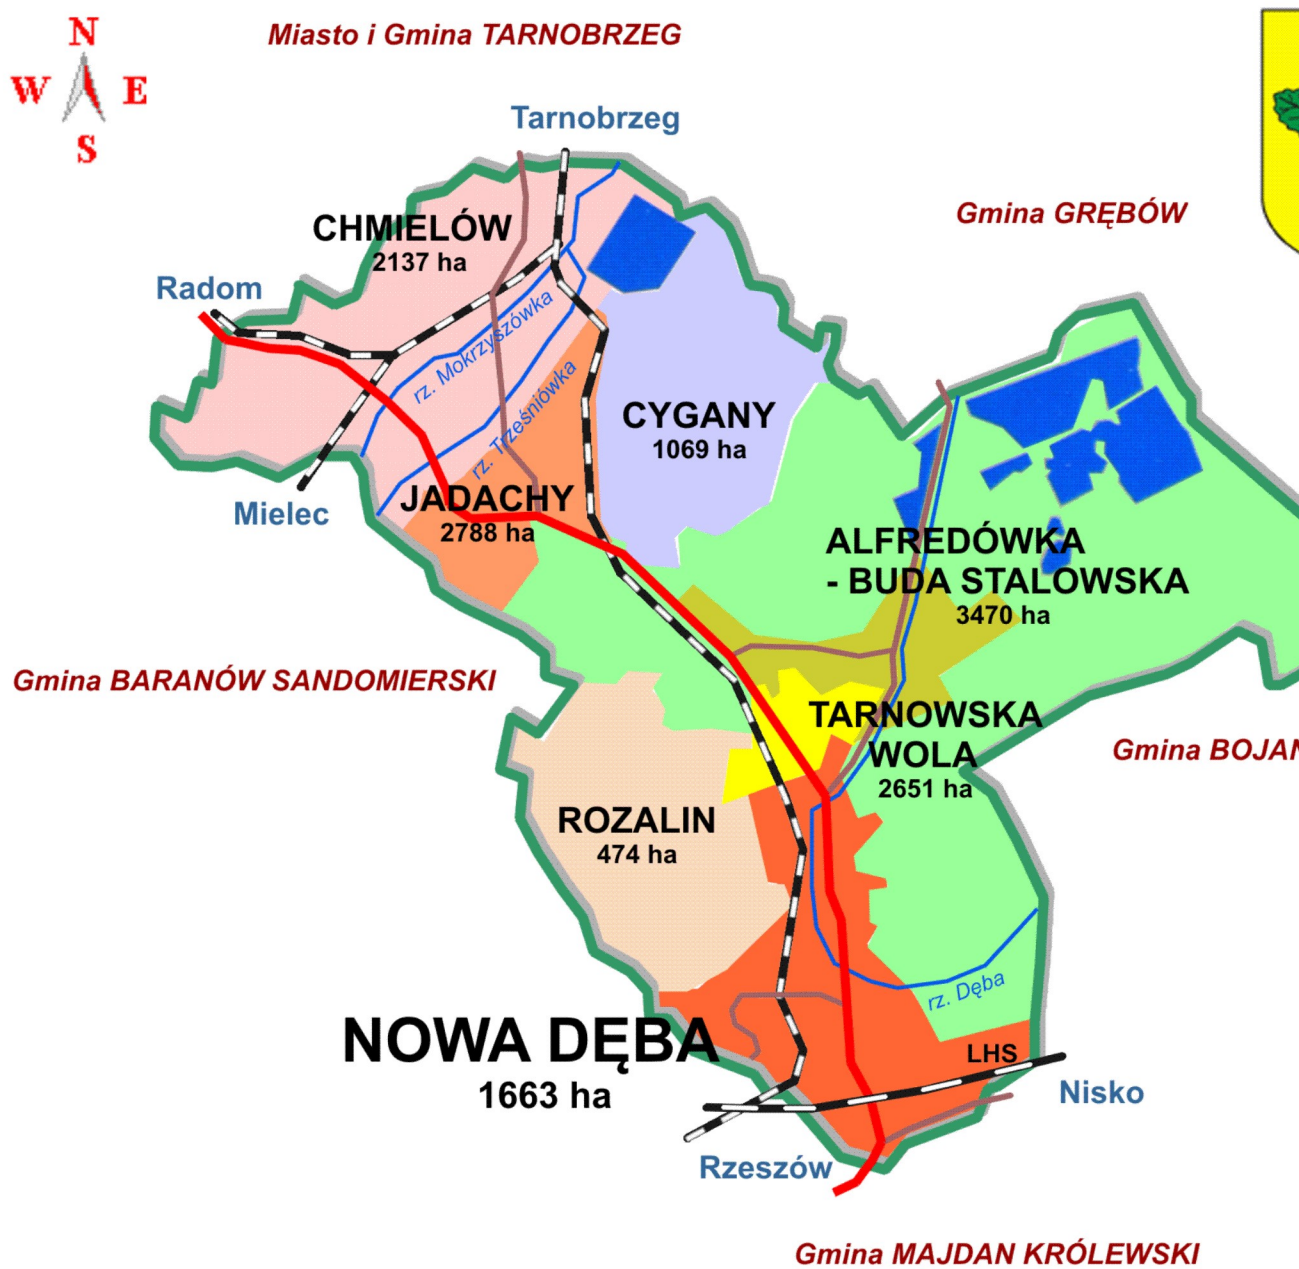 N
Miasto i Gmina TARNOBRZEG
W E
S
Tarnobrzeg
Gmina GRĘBÓW
CHMIELÓW
2137 ha
Radom
rz. Mokrzyszówka
rz. Trześniówka
CYGANY
1069 ha
Mielec
JADACHY
2788 ha
ALFREDÓWKA
- BUDA STALOWSKA
3470 ha
Gmina BARANÓW SANDOMIERSKI
TARNOWSKA
WOLA
2651 ha
Gmina BOJAN
ROZALIN
474 ha
rz. Dęba
NOWA DĘBA
1663 ha
LHS
Nisko
Rzeszów
Gmina MAJDAN KRÓLEWSKI